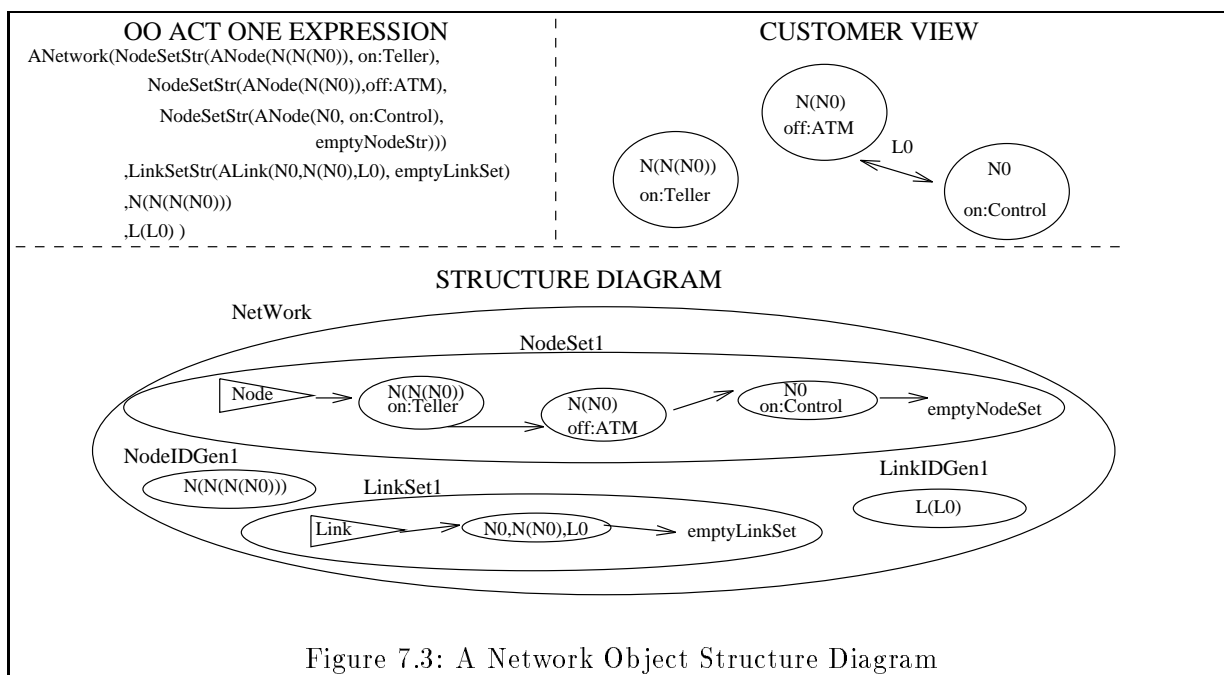 OO ACT ONE EXPRESSION
ANetwork(NodeSetStr(ANode(N(N(N0)), on:Teller),
NodeSetStr(ANode(N(N0)),off:ATM),
NodeSetStr(ANode(N0, on:Control),
emptyNodeStr)))
,LinkSetStr(ALink(N0,N(N0),L0), emptyLinkSet)
,N(N(N(N0)))
,L(L0) )
CUSTOMER VIEW
N(N0)
off:ATM
L0
N(N(N0))
on:Teller
N0
on:Control
STRUCTURE DIAGRAM
NetWork
NodeSet1
Node
N(N(N0))
on:Teller
N(N0)
off:ATM
N0
on:Control
emptyNodeSet
NodeIDGen1
N(N(N(N0)))
LinkSet1
Link
N0,N(N0),L0
emptyLinkSet
LinkIDGen1
L(L0)
Figure 7.3: A Network Object Structure Diagram